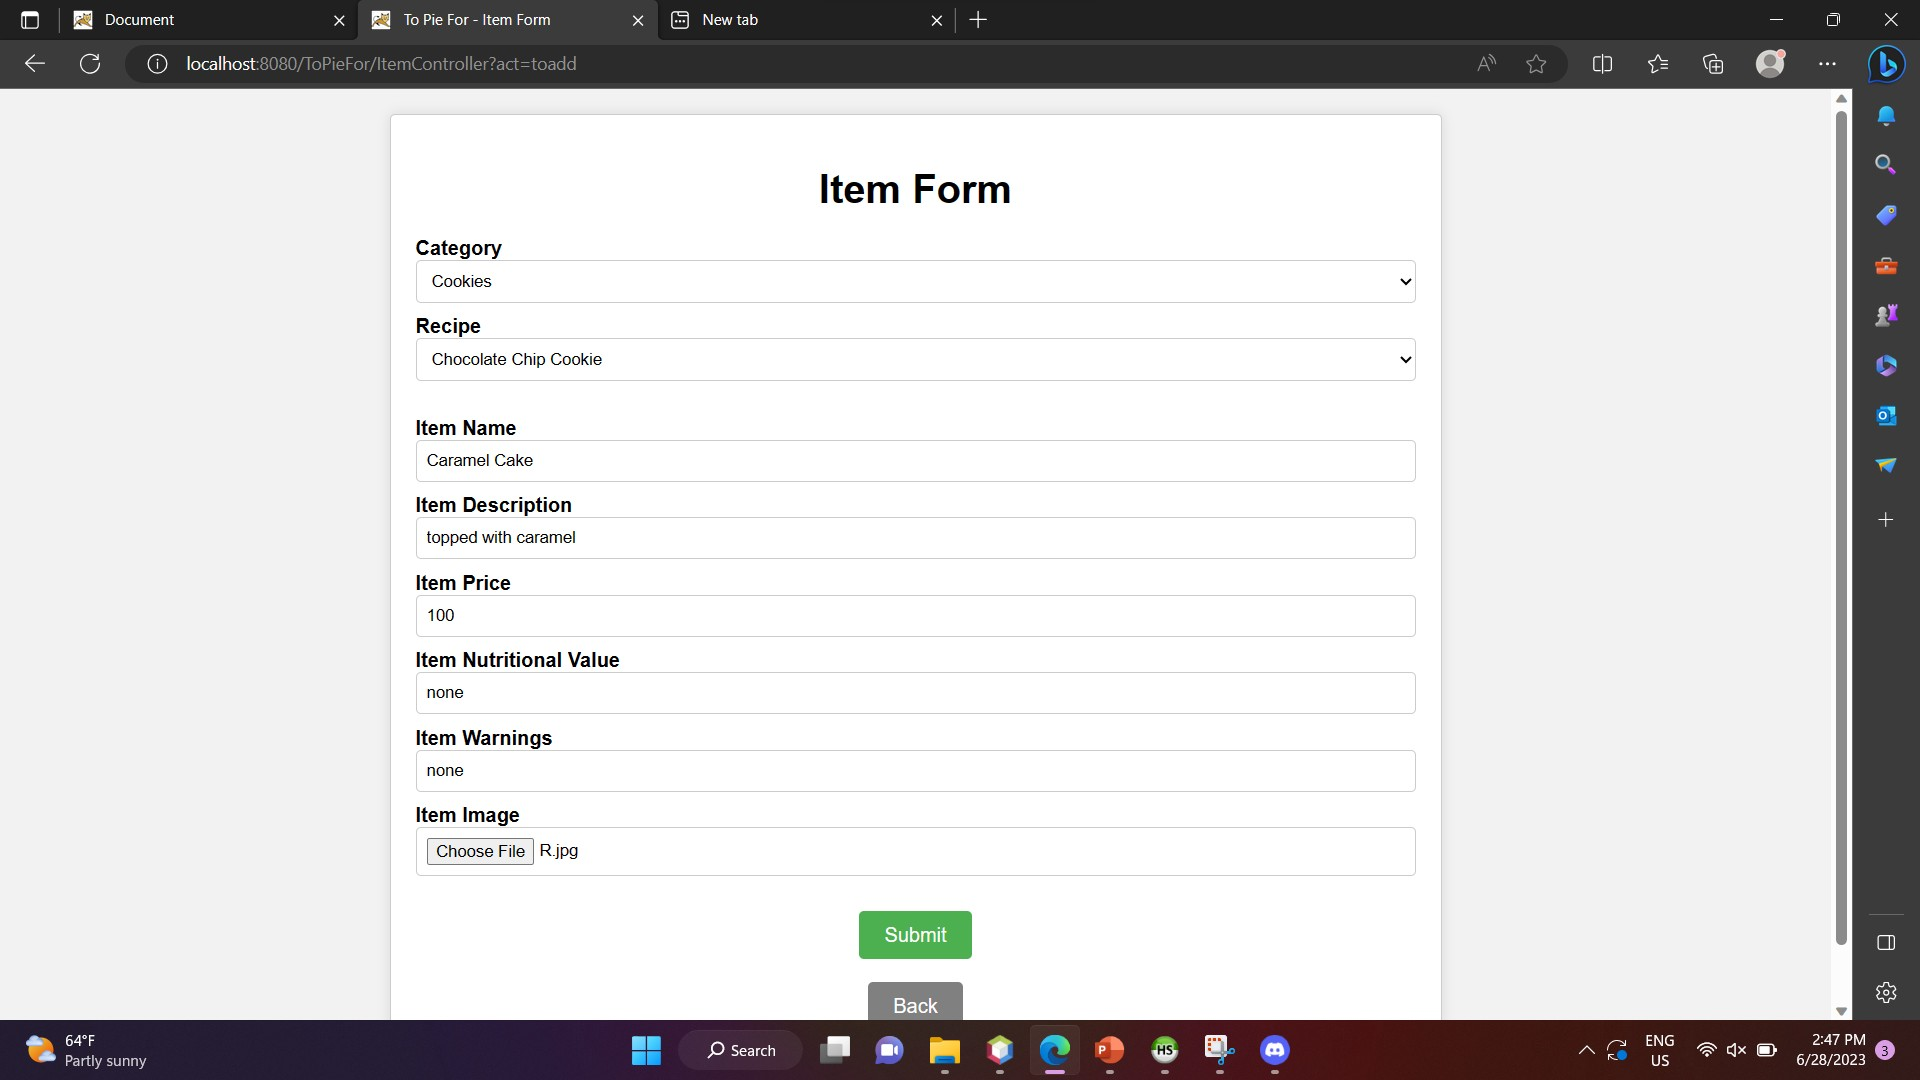 Document
To Pie For - Item Form
New tab
localhost:8080/ToPieFor/ItemController?act=toadd
Item Form
Category
Cookies
Recipe
Chocolate Chip Cookie
Item Name
Caramel Cake
Item Description
topped with caramel
Item Price
100
Item Nutritional Value
none
Item Warnings
none
Item Image
Choose File R.jpg
Submit
Back
64°F
Partly sunny
Search
HS
ENG
US
2:47 PM
6/28/2023
3